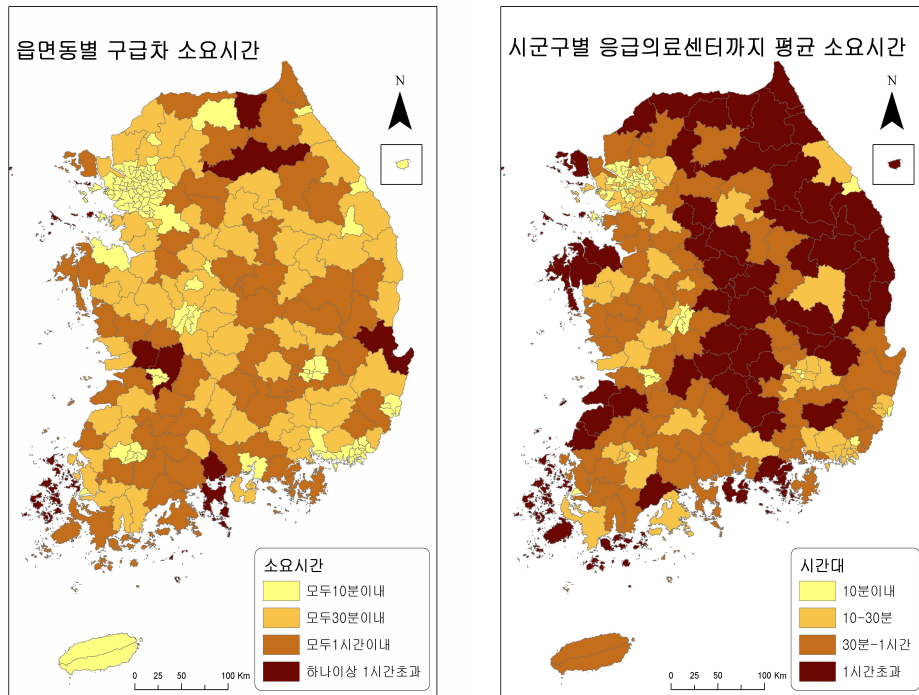 읍면동별 구급차 소요시간
N
소요시간
모두10분이내
모두30분이내
모두1시간이내
하나이상 1시간초과
0 25 50 100 Km
시군구별 응급의료센터까지 평균 소요시간
N
시간대
10분이내
10-30분
30분-1시간
1시간초과
0 25 50 100 Km